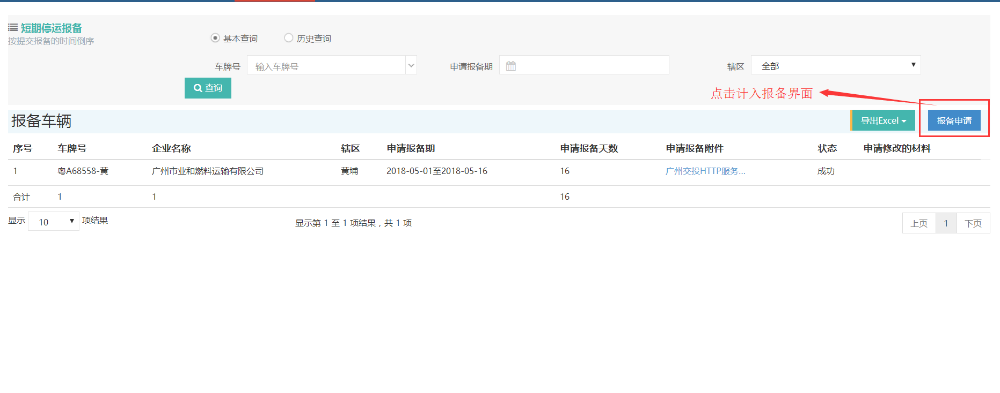 短期停运报备
按提交报备的时间倒序
基本查询 历史查询
车牌号 输入车牌号 申请报备期 辖区 全部
查询
点击计入报备界面
报备车辆 导出Excel 报备申请
序号 车牌号 企业名称 辖区 申请报备期 申请报备天数 申请报备附件 状态 申请修改的材料
1 粤A68558-黄 广州市业和燃料运输有限公司 黄埔 2018-05-01至2018-05-16 16 广州交投HTTP服务... 成功
合计 1 1 16
显示 10 项结果 显示第 1 至 1 项结果，共 1 项 上页 1 下页